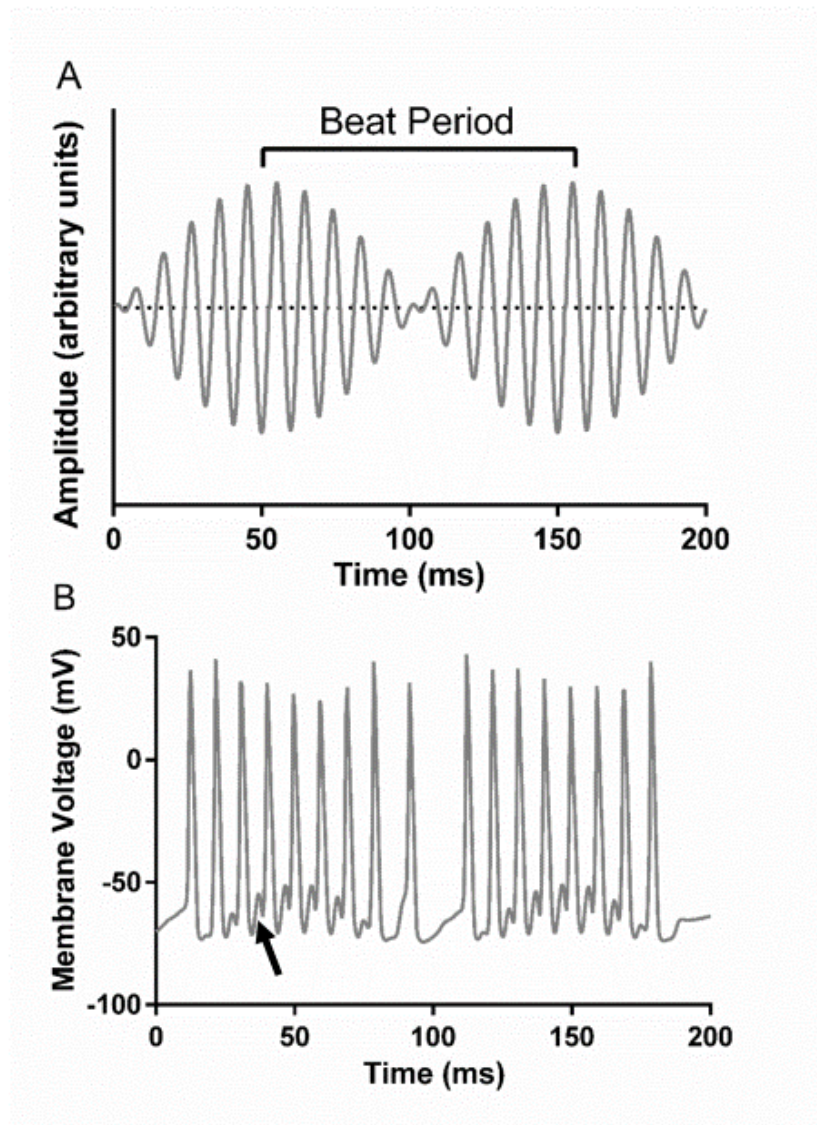 A
Beat Period
Amplitdue (arbitrary units)
0 50 100 150 200
Time (ms)
B
50
0
-50
-100
Membrane Voltage (mV)
0 50 100 150 200
Time (ms)